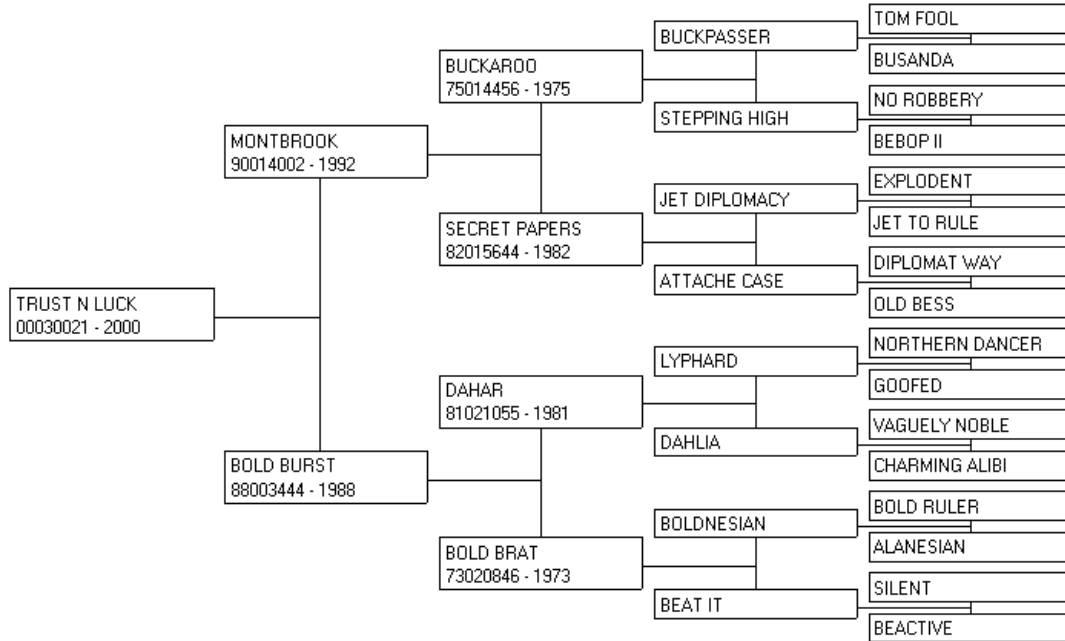 TOM FOOL
BUCKPASSER
BUSANDA
BUCKAROO
75014456 - 1975
NO ROBBERY
STEPPING HIGH
BEBOP II
MONTBROOK
90014002 - 1992
EXPLODENT
JET DIPLOMACY
JET TO RULE
SECRET PAPERS
82015644 - 1982
DIPLOMAT WAY
ATTACHE CASE
OLD BESS
TRUST N LUCK
00030021 - 2000
NORTHERN DANCER
LYPHARD
GOOFED
DAHAR
81021055 - 1981
VAGUELY NOBLE
DAHLIA
CHARMING ALIBI
BOLD BURST
88003444 - 1988
BOLD RULER
BOLDNESIAN
ALANESIAN
BOLD BRAT
73020846 - 1973
SILENT
BEAT IT
BEACTIVE